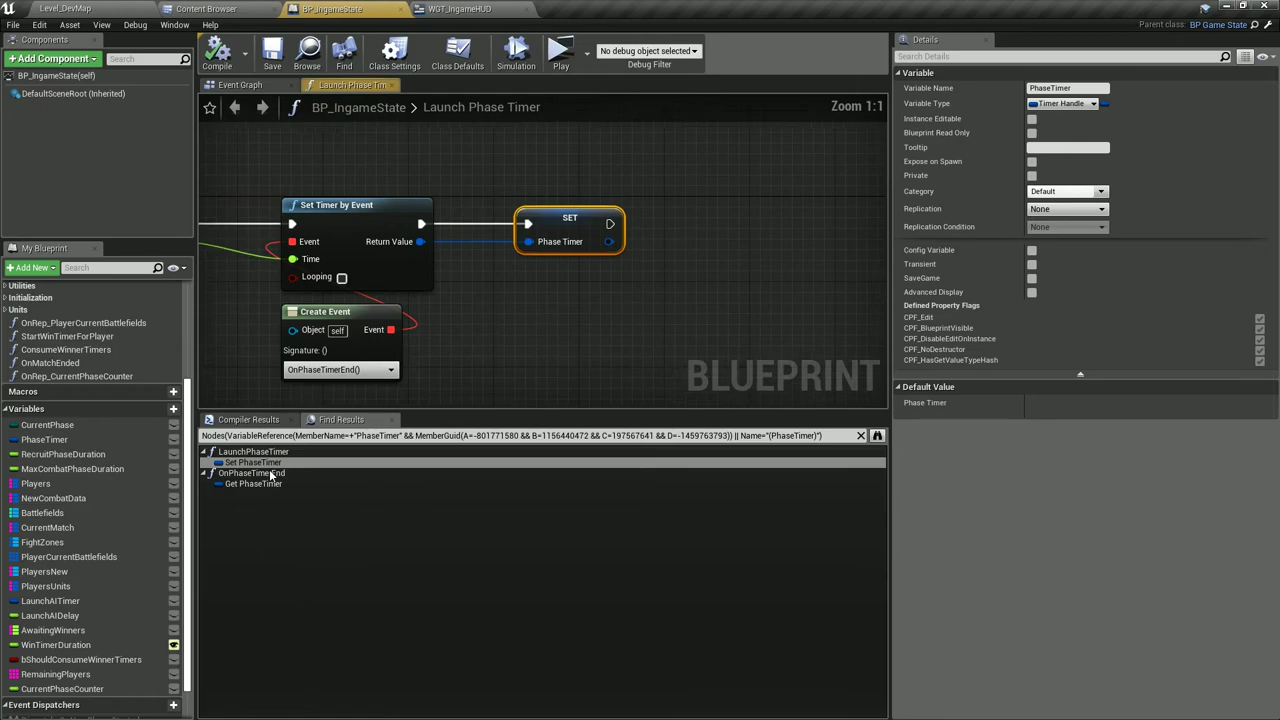 Level_DevMap
Content Browser
BP_IngameState
WGT_IngameHUD
File
Edit
Asset
View
Debug
Window
Help
Parent class: BP Game State
Components
+ Add Component
Search
BP_IngameState(self)
DefaultSceneRoot (Inherited)
Compile
Save
Browse
Find
Class Settings
Class Defaults
Simulation
Play
No debug object selected
Debug Filter
Event Graph
Launch Phase Tim
BP_IngameState
Launch Phase Timer
Zoom 1:1
Set Timer by Event
Event
Return Value
Time
Looping
SET
Phase Timer
Create Event
Object self
Event
Signature: ()
OnPhaseTimerEnd()
BLUEPRINT
My Blueprint
+ Add New
Search
Utilities
Initialization
Units
OnRep_PlayerCurrentBattlefields
StartWinTimerForPlayer
ConsumeWinnerTimers
OnMatchEnded
OnRep_CurrentPhaseCounter
Macros
Variables
CurrentPhase
PhaseTimer
RecruitPhaseDuration
MaxCombatPhaseDuration
Players
NewCombatData
Battlefields
CurrentMatch
FightZones
PlayerCurrentBattlefields
PlayersNew
PlayersUnits
LaunchAITimer
LaunchAIDelay
AwaitingWinners
WinTimerDuration
bShouldConsumeWinnerTimers
RemainingPlayers
CurrentPhaseCounter
Event Dispatchers
Compiler Results
Find Results
Nodes(VariableReference(MemberName=+"PhaseTimer" && MemberGuid(A=-801771580 && B=1156440472 && C=197567641 && D=-1459763793)) || Name="(PhaseTimer)")
LaunchPhaseTimer
Set PhaseTimer
OnPhaseTimerEnd
Get PhaseTimer
Details
Search Details
Variable
Variable Name
PhaseTimer
Variable Type
Timer Handle
Instance Editable
Blueprint Read Only
Tooltip
Expose on Spawn
Private
Category
Default
Replication
None
Replication Condition
None
Config Variable
Transient
SaveGame
Advanced Display
Defined Property Flags
CPF_Edit
CPF_BlueprintVisible
CPF_DisableEditOnInstance
CPF_NoDestructor
CPF_HasGetValueTypeHash
Default Value
Phase Timer